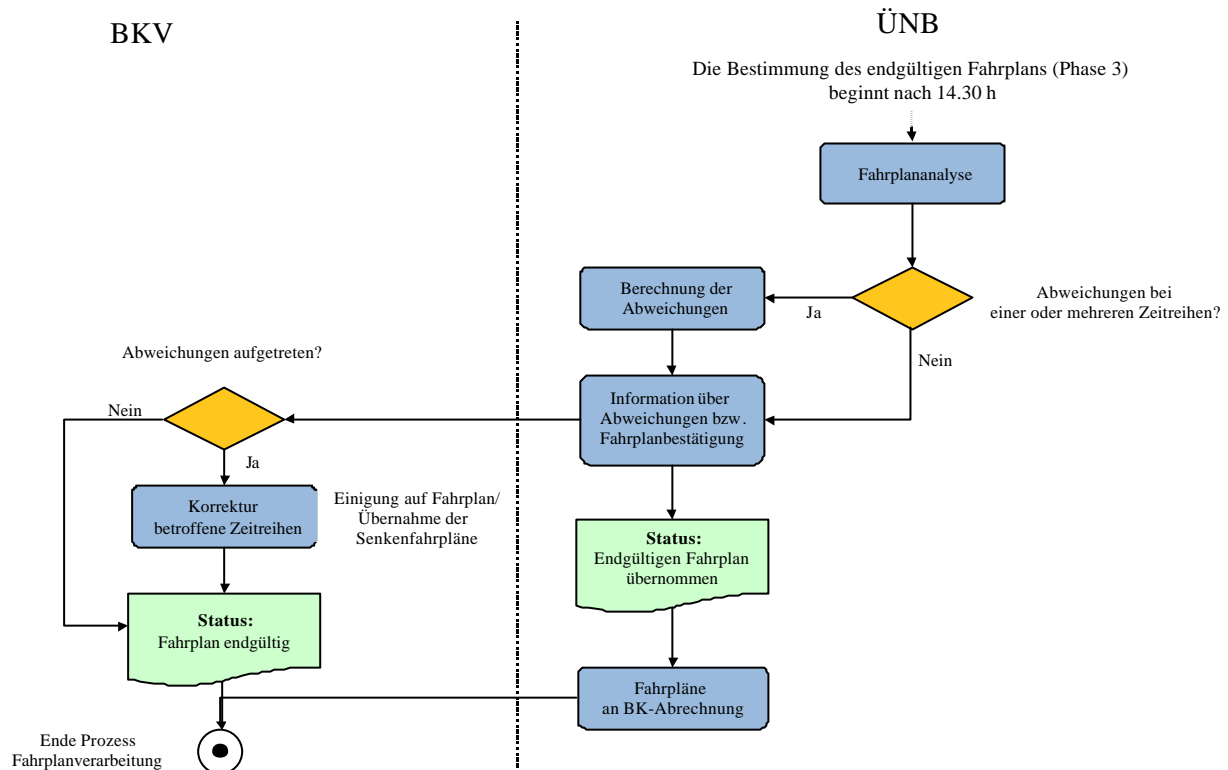 BKV
ÜNB
Die Bestimmung des endgültigen Fahrplans (Phase 3)
beginnt nach 14.30 h
Fahrplananalyse
Abweichungen bei
einer oder mehreren Zeitreihen?
Ja
Nein
Berechnung der
Abweichungen
Information über
Abweichungen bzw.
Fahrplanbestätigung
Abweichungen aufgetreten?
Nein
Ja
Korrektur
betroffene Zeitreihen
Einigung auf Fahrplan/
Übernahme der
Senkenfahrpläne
Status:
Endgültigen Fahrplan
übernommen
Status:
Fahrplan endgültig
Fahrpläne
an BK-Abrechnung
Ende Prozess
Fahrplanverarbeitung